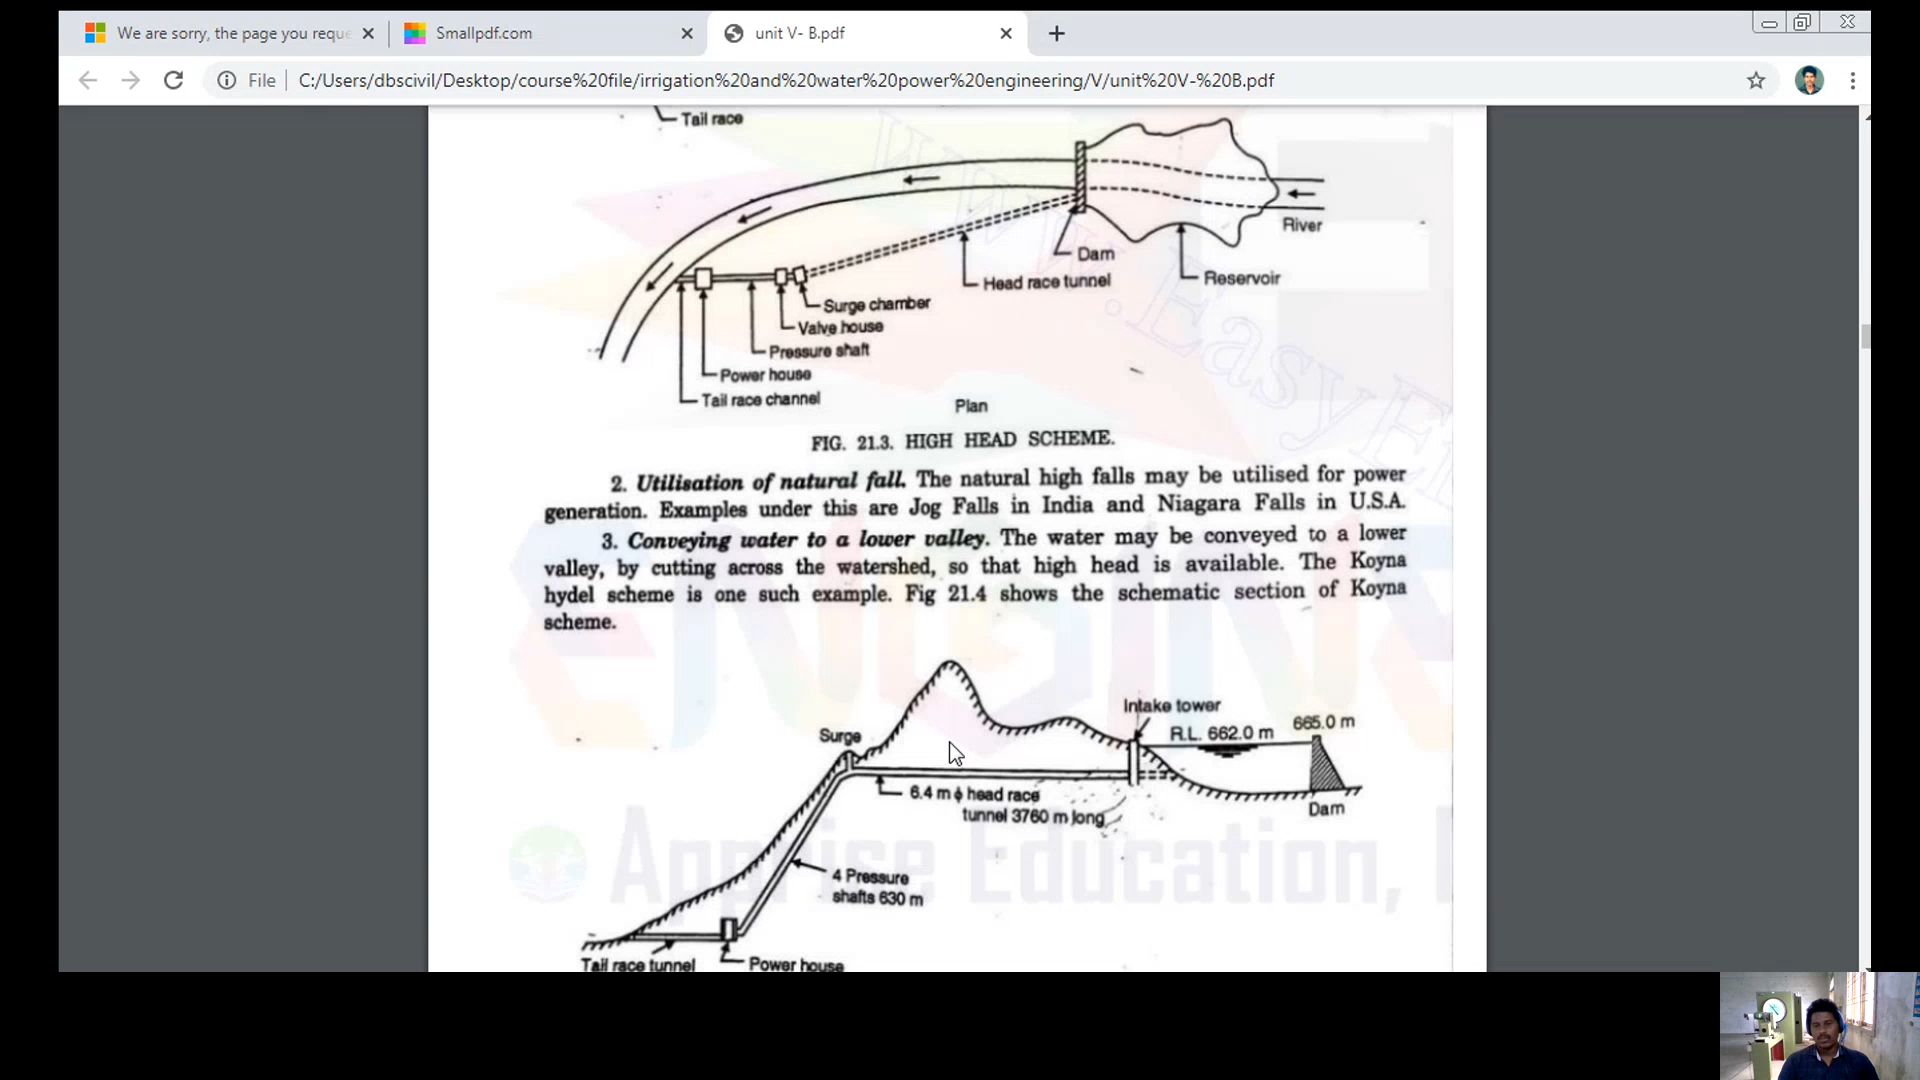 We are sorry, the page you reque
Smallpdf.com
unit V- B.pdf
File
C:/Users/dbscivil/Desktop/course%20file/irrigation%20and%20water%20power%20engineering/V/unit%20V-%20B.pdf
Tail race
River
Dam
Head race tunnel
Reservoir
Surge chamber
Valve house
Pressure shaft
Power house
Tail race channel
Plan
FIG. 21.3. HIGH HEAD SCHEME.
2. Utilisation of natural fall. The natural high falls may be utilised for power
generation. Examples under this are Jog Falls in India and Niagara Falls in U.S.A.
3. Conveying water to a lower valley. The water may be conveyed to a lower
valley, by cutting across the watershed, so that high head is available. The Koyna
hydel scheme is one such example. Fig 21.4 shows the schematic section of Koyna
scheme.
Intake tower
665.0 m
Surge
R.L. 662.0 m
6.4 m ϕ head race
tunnel 3760 m long
Dam
4 Pressure
shafts 630 m
Tail race tunnel
Power house
www.EasyEn
ENGINE
Apprise Education,